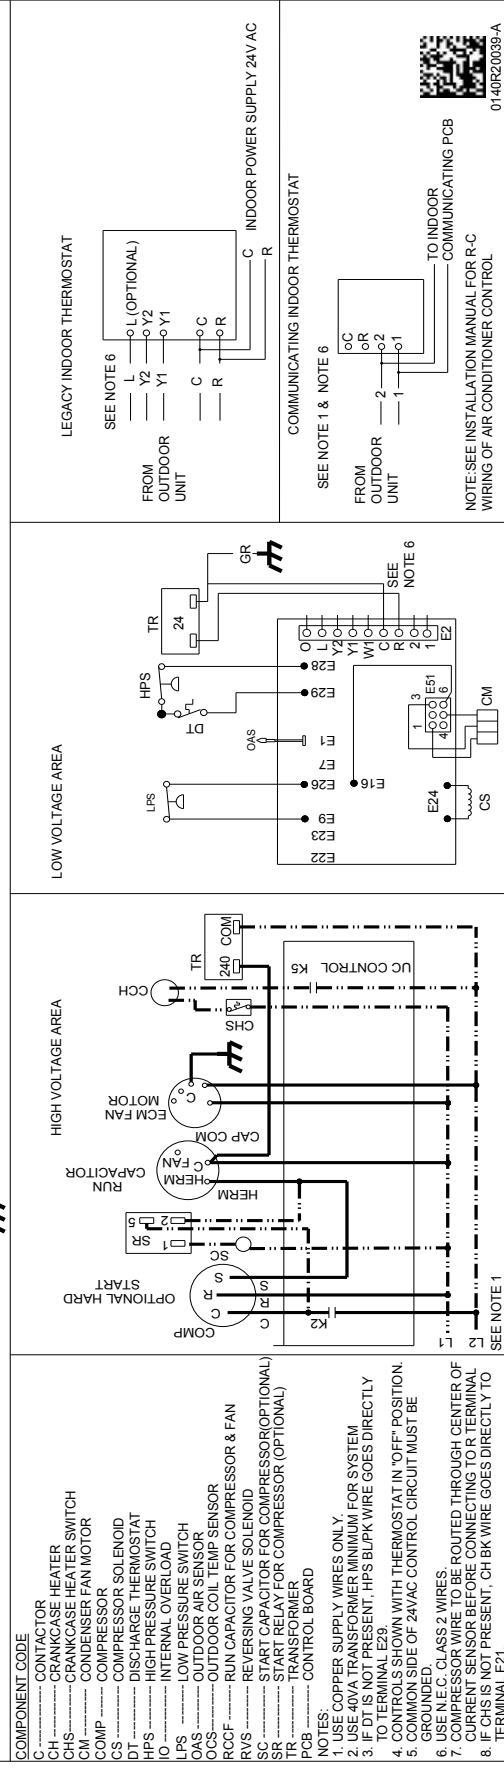 COMPONENT CODE
C ------------ CONTACTOR
CH ---------- CRANKCASE HEATER
CHS--------- CRANKCASE HEATER SWITCH
CM ---------- CONDENSER FAN MOTOR
COMP ------- COMPRESSOR
CS ----------- COMPRESSOR SOLENOID
DT ----------- DISCHARGE THERMOSTAT
HPS --------- HIGH PRESSURE SWITCH
IO ------------ INTERNAL OVERLOAD
LPS --------- LOW PRESSURE SWITCH
OAS --------- OUTDOOR AIR SENSOR
OCS---------OUTDOOR COIL TEMP SENSOR
RCCF ------- RUN CAPACITOR FOR COMPRESSOR & FAN
RVS --------- REVERSING VALVE SOLENOID
SC ----------- START CAPACITOR FOR COMPRESSOR(OPTIONAL)
SR ----------- START RELAY FOR COMPRESSOR (OPTIONAL)
TR ----------- TRANSFORMER
PCB --------- CONTROL BOARD
NOTES:
1. USE COPPER SUPPLY WIRES ONLY.
2. USE 40VA TRANSFORMER MINIMUM FOR SYSTEM
3. IF DT IS NOT PRESENT, HPS BL/PK WIRE GOES DIRECTLY
TO TERMINAL E29.
4. CONTROLS SHOWN WITH THERMOSTAT IN "OFF" POSITION.
5. COMMON SIDE OF 24VAC CONTROL CIRCUIT MUST BE
GROUNDED.
6. USE N.E.C. CLASS 2 WIRES.
7. COMPRESSOR WIRE TO BE ROUTED THROUGH CENTER OF
CURRENT SENSOR BEFORE CONNECTING TO R TERMINAL
8. IF CHS IS NOT PRESENT, CH BK WIRE GOES DIRECTLY TO
TERMINAL E21
HIGH VOLTAGE AREA
OPTIONAL HARD
START
COMP
C
R
S
C
R
S
SR
5
2
1
SC
RUN
CAPACITOR
HERM
FAN
C
HERM
ECM FAN
MOTOR
C
CAP COM
CCH
CHS
TR
240
COM
K2
K5
UC CONTROL
L1
L2
SEE NOTE 1
LOW VOLTAGE AREA
LPS
HPS
DT
OAS
TR
24
GR
E22
E23
E9
E26
E7
E1
E29
E28
E16
O
L
Y2
Y1
W1
C
R
2
1
E2
SEE
NOTE 6
E24
CS
E51
1
3
4
6
CM
LEGACY INDOOR THERMOSTAT
SEE NOTE 6
FROM
OUTDOOR
UNIT
L
L (OPTIONAL)
Y2
Y2
Y1
Y1
C
C
R
R
C
R
INDOOR POWER SUPPLY 24V AC
COMMUNICATING INDOOR THERMOSTAT
SEE NOTE 1 & NOTE 6
FROM
OUTDOOR
UNIT
C
R
2
2
1
1
TO INDOOR
COMMUNICATING PCB
NOTE:SEE INSTALLATION MANUAL FOR R-C
WIRING OF AIR CONDITIONER CONTROL
0140R20039-A